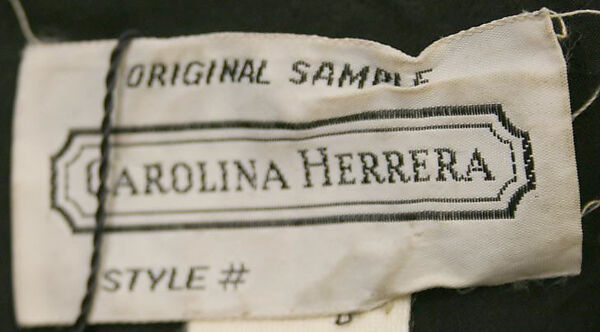 ORIGINAL SAMPLE
CAROLINA HERRERA
STYLE #